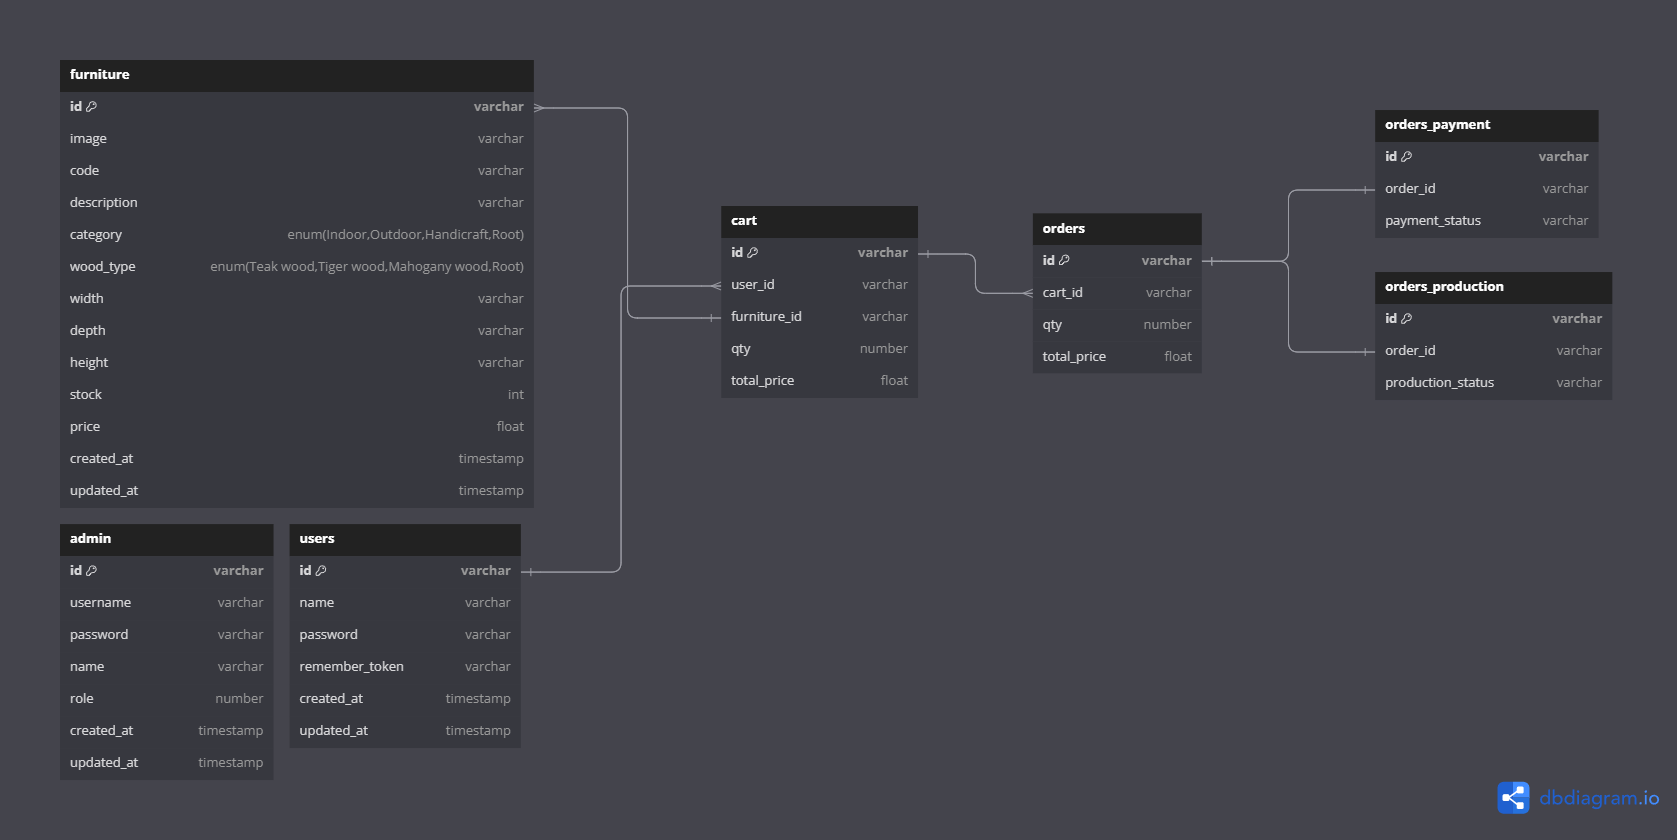 furniture
id varchar
image varchar
code varchar
description varchar
category enum(Indoor,Outdoor,Handicraft,Root)
wood_type enum(Teak wood,Tiger wood,Mahogany wood,Root)
width varchar
depth varchar
height varchar
stock int
price float
created_at timestamp
updated_at timestamp
admin
id varchar
username varchar
password varchar
name varchar
role number
created_at timestamp
updated_at timestamp
users
id varchar
name varchar
password varchar
remember_token varchar
created_at timestamp
updated_at timestamp
cart
id varchar
user_id varchar
furniture_id varchar
qty number
total_price float
orders
id varchar
cart_id varchar
qty number
total_price float
orders_payment
id varchar
order_id varchar
payment_status varchar
orders_production
id varchar
order_id varchar
production_status varchar
dbdiagram.io